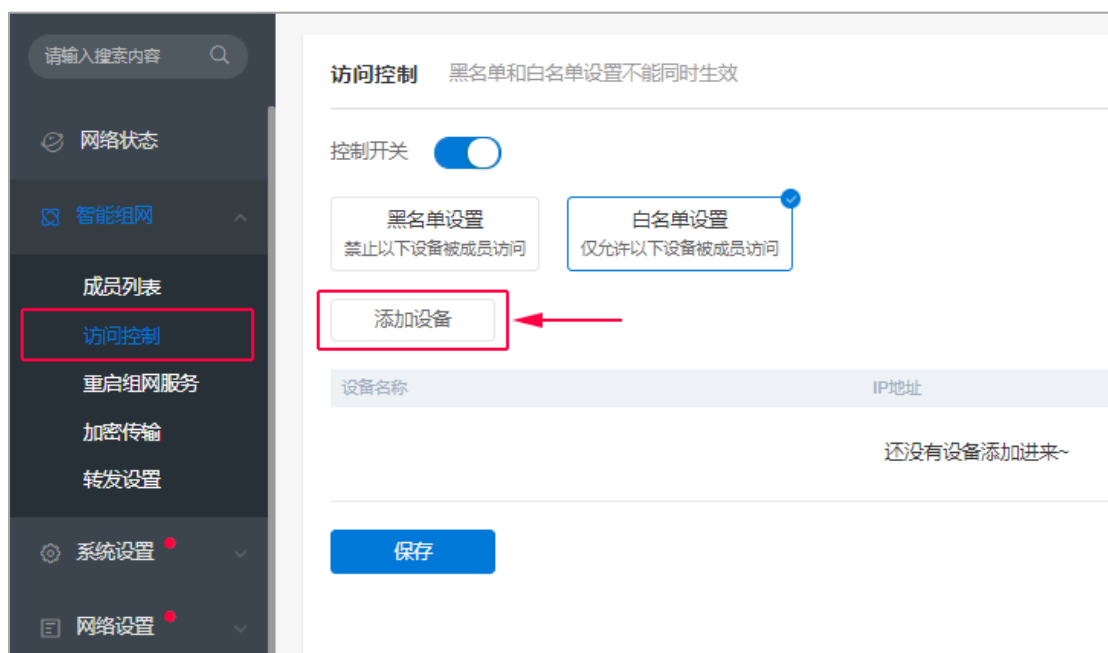 请输入搜索内容
网络状态
智能组网
成员列表
访问控制
重启组网服务
加密传输
转发设置
系统设置
网络设置
访问控制 黑名单和白名单设置不能同时生效
控制开关
黑名单设置
禁止以下设备被成员访问
白名单设置
仅允许以下设备被成员访问
添加设备
设备名称 IP地址
还没有设备添加进来~
保存